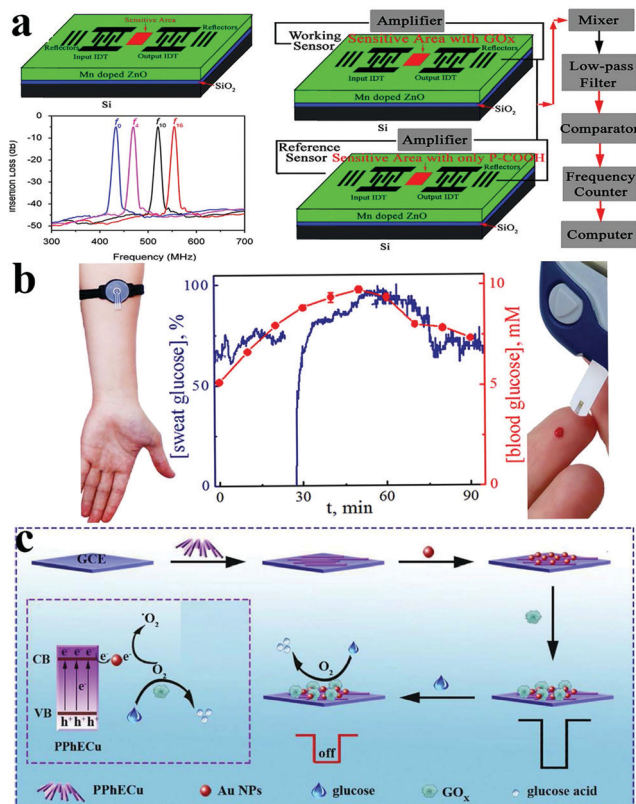 a
Sensitive Area
Reflectors
Reflectors
Input IDT
Output IDT
Mn doped ZnO
SiO2
Si
Insertion Loss (db)
0
-10
-20
-30
-40
-50
f0
f4
f10
f16
300
400
500
600
700
Frequency (MHz)
Amplifier
Working
Sensor
Sensitive Area with GOx
Reflectors
Input IDT
Output IDT
Mn doped ZnO
SiO2
Si
Amplifier
Reference
Sensor
Sensitive Area with only P-COOH
Reflectors
Input IDT
Output IDT
Mn doped ZnO
SiO2
Si
Mixer
Low-pass
Filter
Comparator
Frequency
Counter
Computer
b
[sweat glucose], %
100
75
50
0
0
30
60
90
t, min
10
5
0
[blood glucose], mM
c
GCE
CB
e- e- e-
e-
e-
e-
·O2
O2
VB
h+ h+ h+
PPhECu
O2
off
PPhECu
Au NPs
glucose
GOx
glucose acid